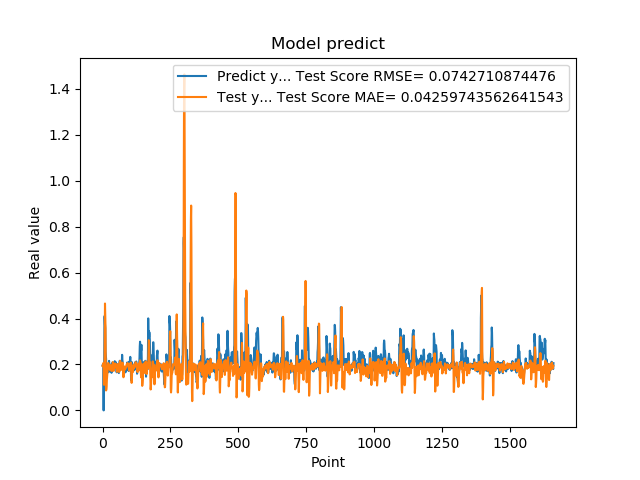 Model predict
Predict y... Test Score RMSE= 0.0742710874476
Test y... Test Score MAE= 0.04259743562641543
1.4
1.2
1.0
0.8
0.6
0.4
0.2
0.0
Real value
0 250 500 750 1000 1250 1500
Point